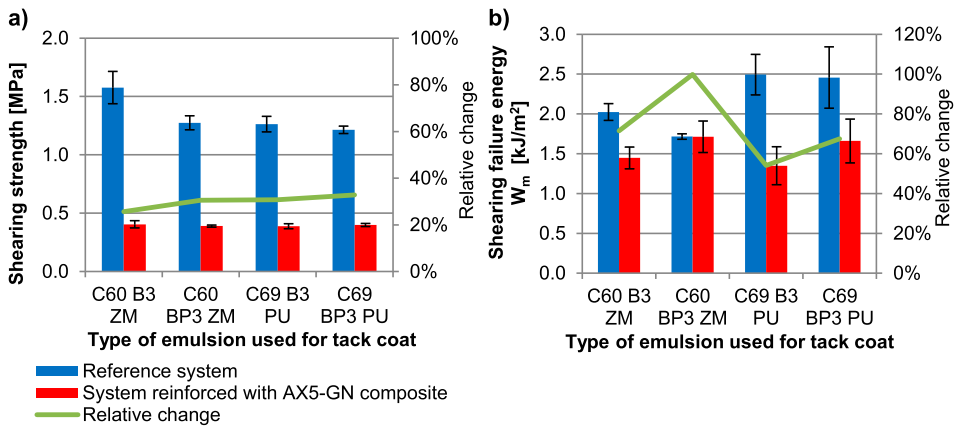 a)
Shearing strength [MPa]
2.0
1.5
1.0
0.5
0.0
100%
80%
60%
40%
20%
0%
Relative change
C60 B3
ZM
C60
BP3 ZM
C69 B3
PU
C69
BP3 PU
Type of emulsion used for tack coat
b)
Shearing failure energy
Wm [kJ/m²]
3.0
2.5
2.0
1.5
1.0
0.5
0.0
120%
100%
80%
60%
40%
20%
0%
Relative change
C60 B3
ZM
C60
BP3 ZM
C69 B3
PU
C69
BP3 PU
Type of emulsion used for tack coat
Reference system
System reinforced with AX5-GN composite
Relative change